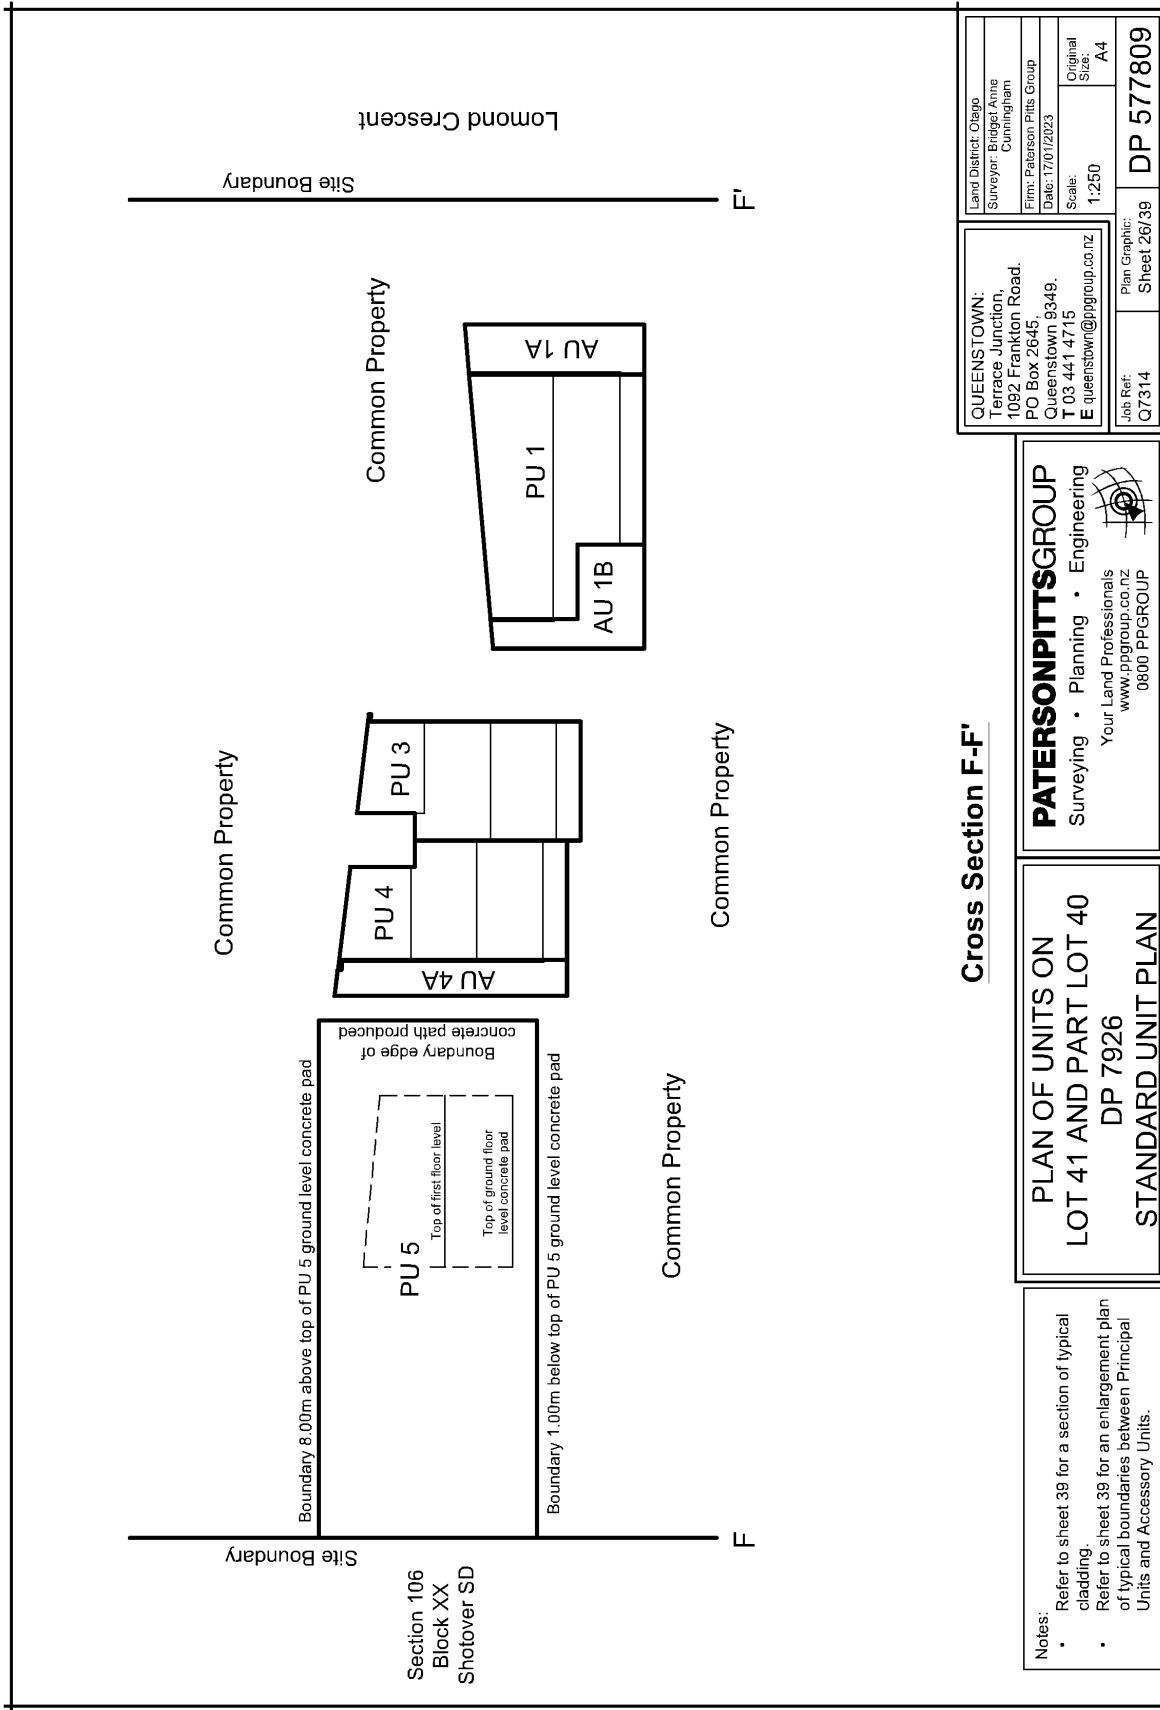 Section 106
Block XX
Shotover SD
Site Boundary
F
Boundary 8.00m above top of PU 5 ground level concrete pad
PU 5
Top of first floor level
Top of ground floor
level concrete pad
Boundary edge of
concrete path produced
Boundary 1.00m below top of PU 5 ground level concrete pad
Common Property
Common Property
AU 4A
PU 4
PU 3
Common Property
AU 1B
PU 1
AU 1A
Common Property
Site Boundary
F'
Lomond Crescent
Cross Section F-F'
Notes:
• Refer to sheet 39 for a section of typical
cladding.
• Refer to sheet 39 for an enlargement plan
of typical boundaries between Principal
Units and Accessory Units.
PLAN OF UNITS ON
LOT 41 AND PART LOT 40
DP 7926
STANDARD UNIT PLAN
PATERSONPITTSGROUP
Surveying • Planning • Engineering
Your Land Professionals
www.ppgroup.co.nz
0800 PPGROUP
QUEENSTOWN:
Terrace Junction,
1092 Frankton Road.
PO Box 2645,
Queenstown 9349.
T 03 441 4715
E queenstown@ppgroup.co.nz
Land District: Otago
Surveyor: Bridget Anne
Cunningham
Firm: Paterson Pitts Group
Date: 17/01/2023
Scale:
1:250
Original
Size:
A4
Job Ref:
Q7314
Plan Graphic:
Sheet 26/39
DP 577809